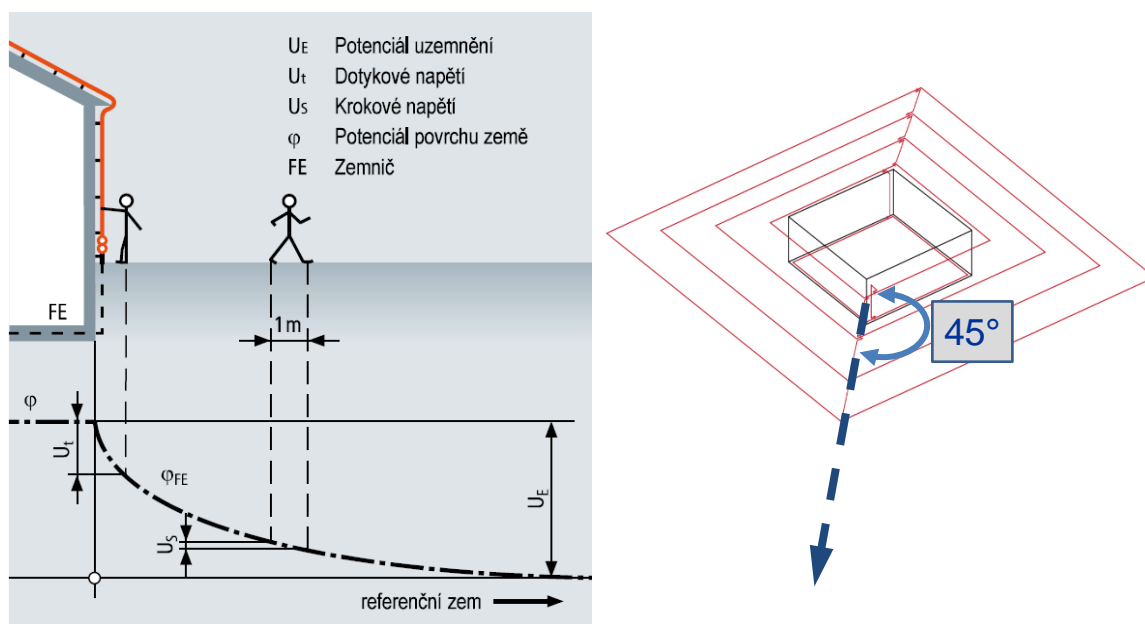 UE Potenciál uzemnění
Ut Dotykové napětí
US Krokové napětí
φ Potenciál povrchu země
FE Zemnič
FE
1 m
45°
φ
Ut
φFE
UE
US
referenční zem